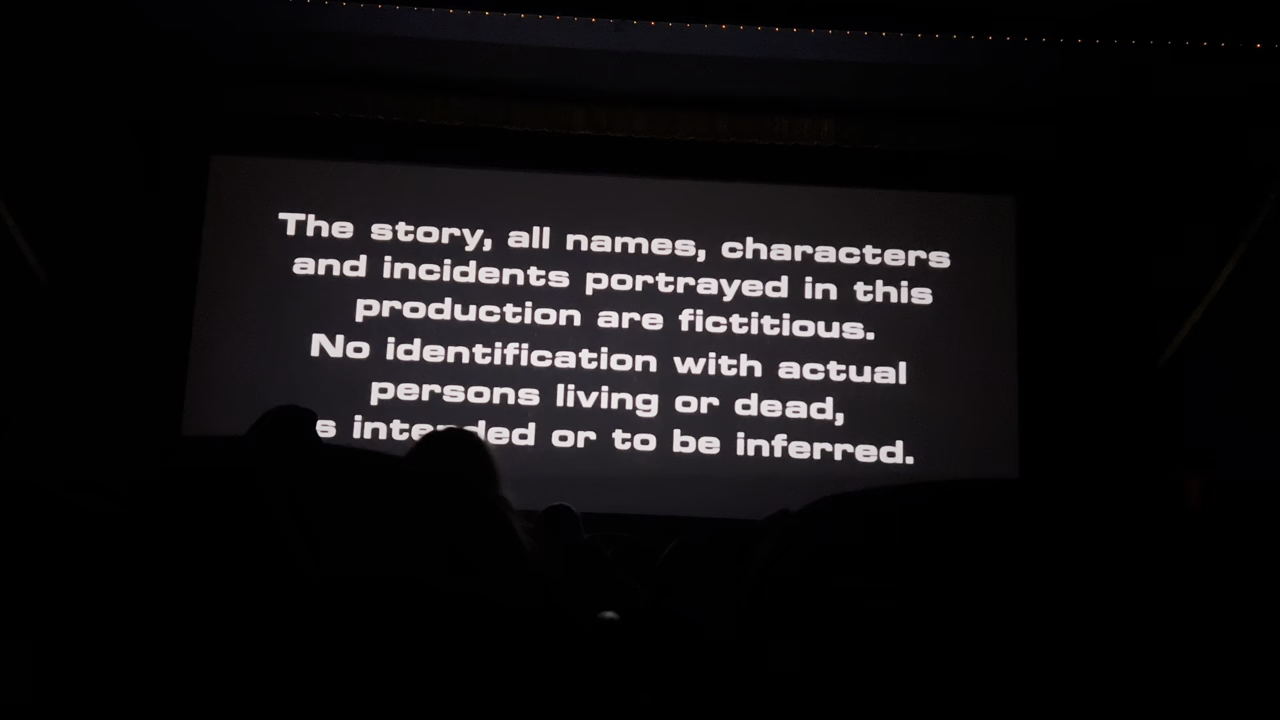 The story, all names, characters
and incidents portrayed in this
production are fictitious.
No identification with actual
persons living or dead,
intended or to be inferred.